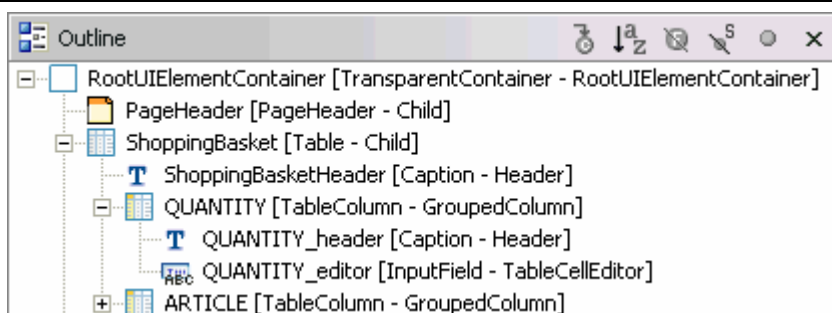 Outline
RootUIElementContainer [TransparentContainer - RootUIElementContainer]
PageHeader [PageHeader - Child]
ShoppingBasket [Table - Child]
ShoppingBasketHeader [Caption - Header]
QUANTITY [TableColumn - GroupedColumn]
QUANTITY_header [Caption - Header]
QUANTITY_editor [InputField - TableCellEditor]
ARTICLE [TableColumn - GroupedColumn]